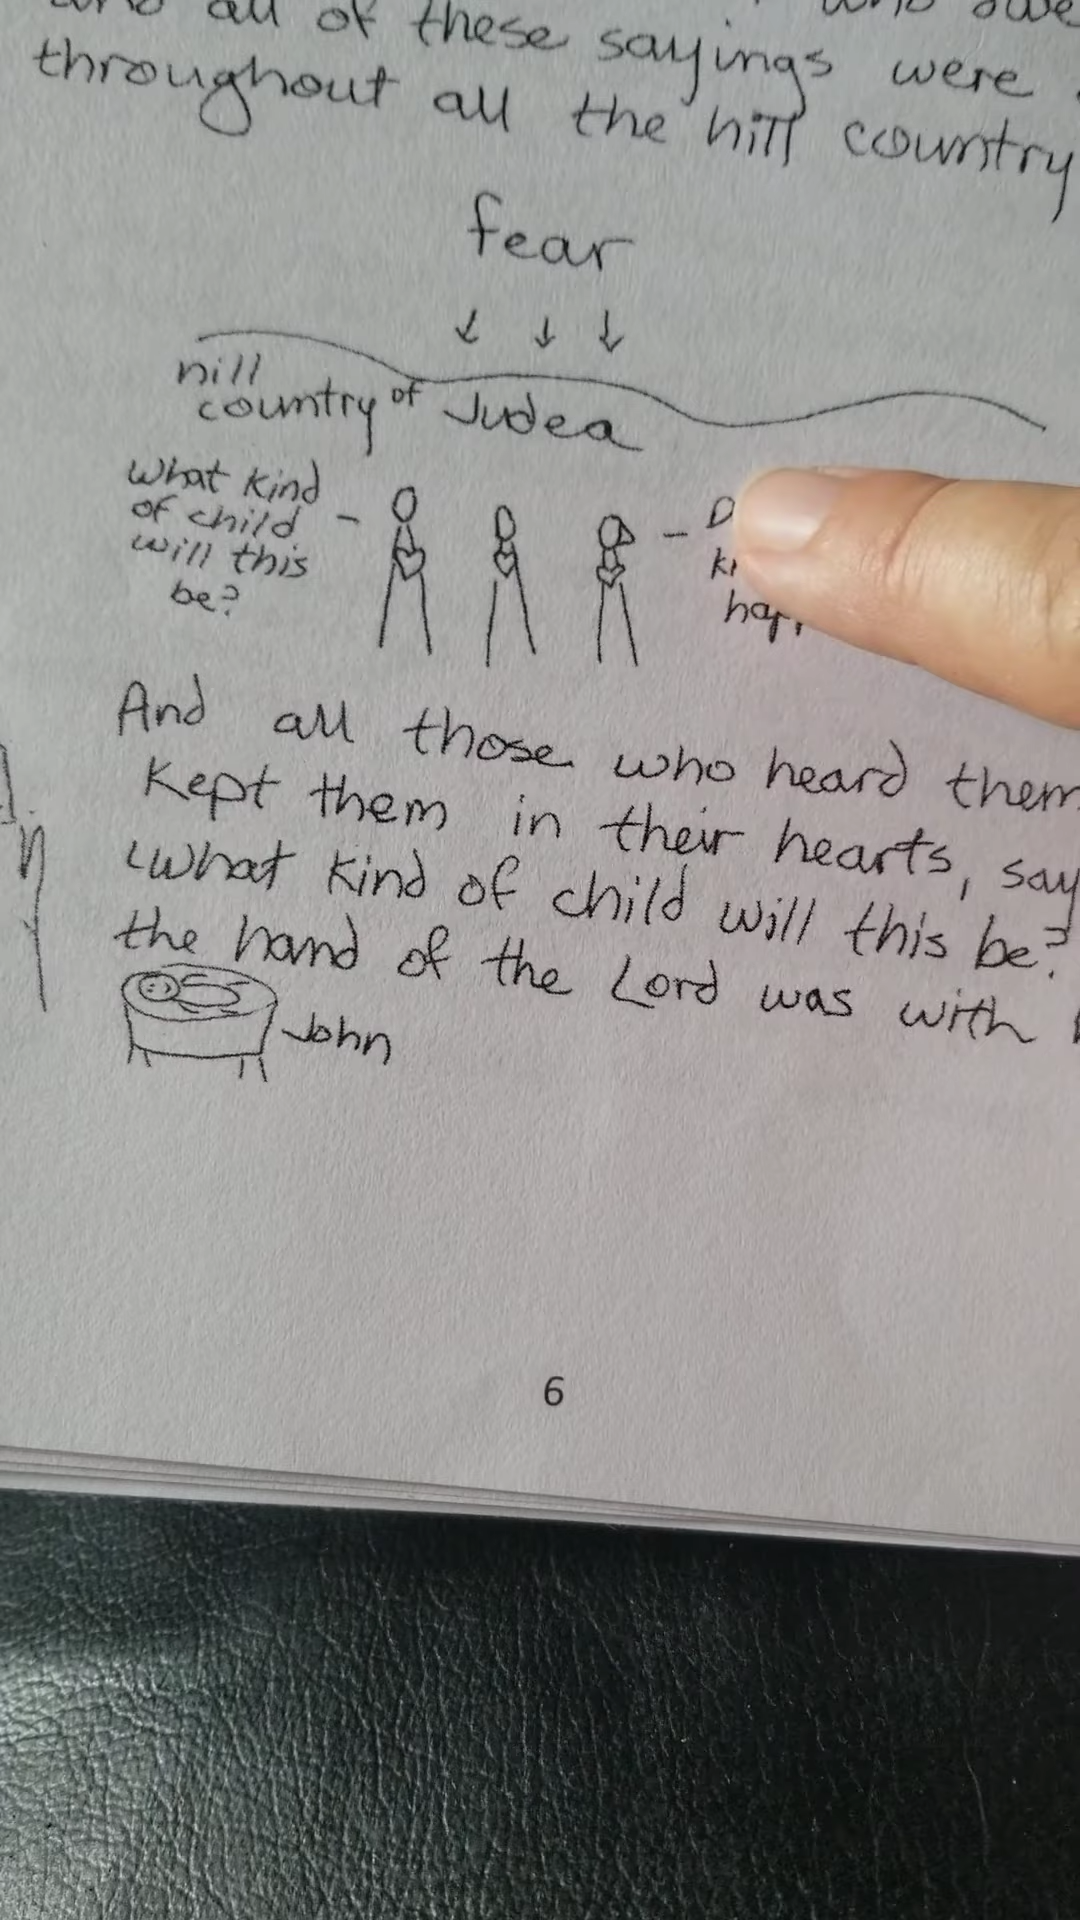 all of these sayings were
throughout all the hill country
fear
hill
country of Judea
What kind
of child
will this
be?
And all those who heard them
kept them in their hearts, say
"What kind of child will this be?
the hand of the Lord was with
John
6